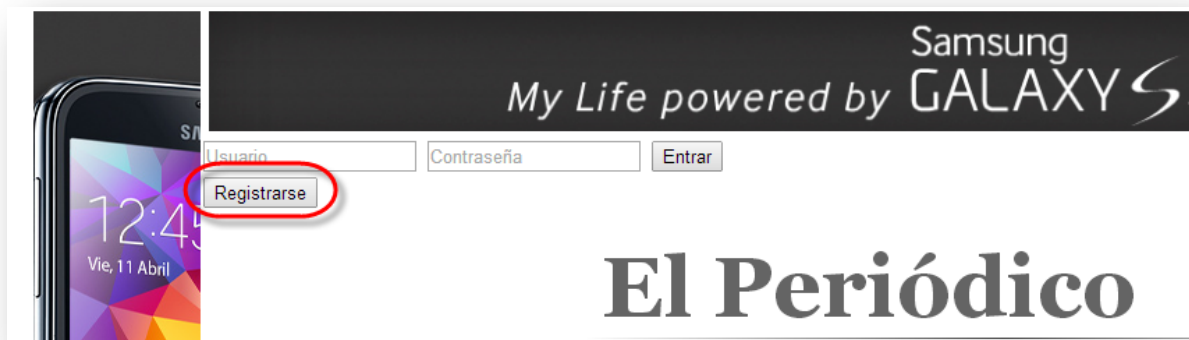 Samsung
My Life powered by GALAXY S
Usuario
Contraseña
Entrar
Registrarse
12:45
Vie, 11 Abril
El Periódico